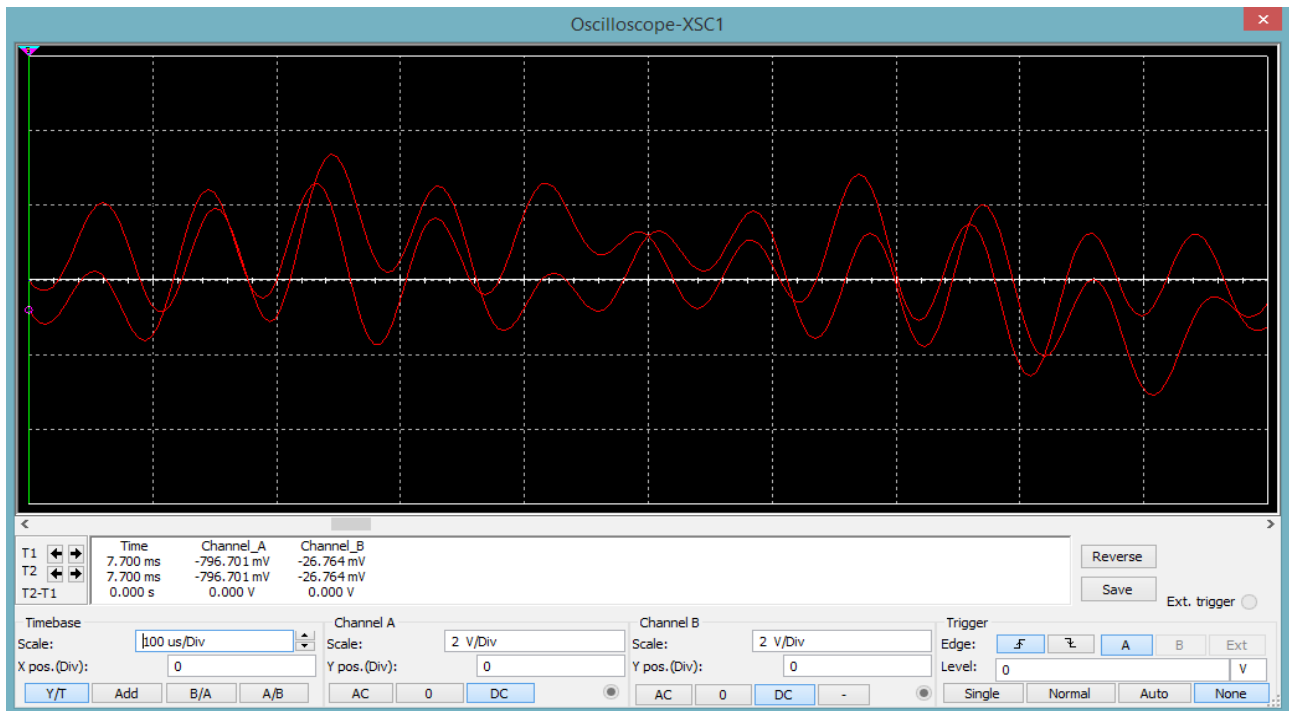 Oscilloscope-XSC1
Time Channel_A Channel_B
T1 7.700 ms -796.701 mV -26.764 mV
T2 7.700 ms -796.701 mV -26.764 mV
T2-T1 0.000 s 0.000 V 0.000 V
Reverse
Save
Ext. trigger
Timebase
Scale: 100 us/Div
X pos.(Div): 0
Y/T Add B/A A/B
Channel A
Scale: 2 V/Div
Y pos.(Div): 0
AC 0 DC
Channel B
Scale: 2 V/Div
Y pos.(Div): 0
AC 0 DC -
Trigger
Edge: A B Ext
Level: 0 V
Single Normal Auto None